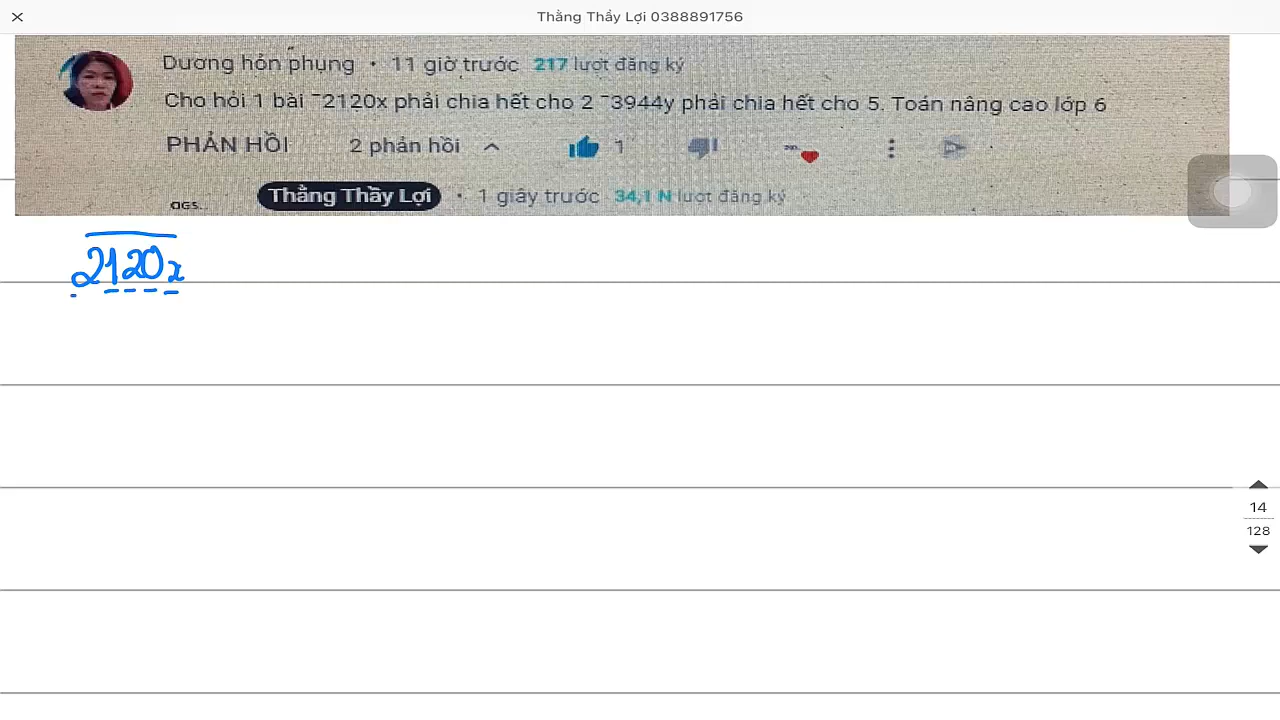 Thằng Thầy Lợi 0388891756
Dương hồn phụng • 11 giờ trước 217 lượt đăng ký
Cho hỏi 1 bài ¯2120x phải chia hết cho 2 ¯3944y phải chia hết cho 5. Toán nâng cao lớp 6
PHẢN HỒI 2 phản hồi 1
Thằng Thầy Lợi • 1 giây trước 34,1 N lượt đăng ký
2120x
14
128